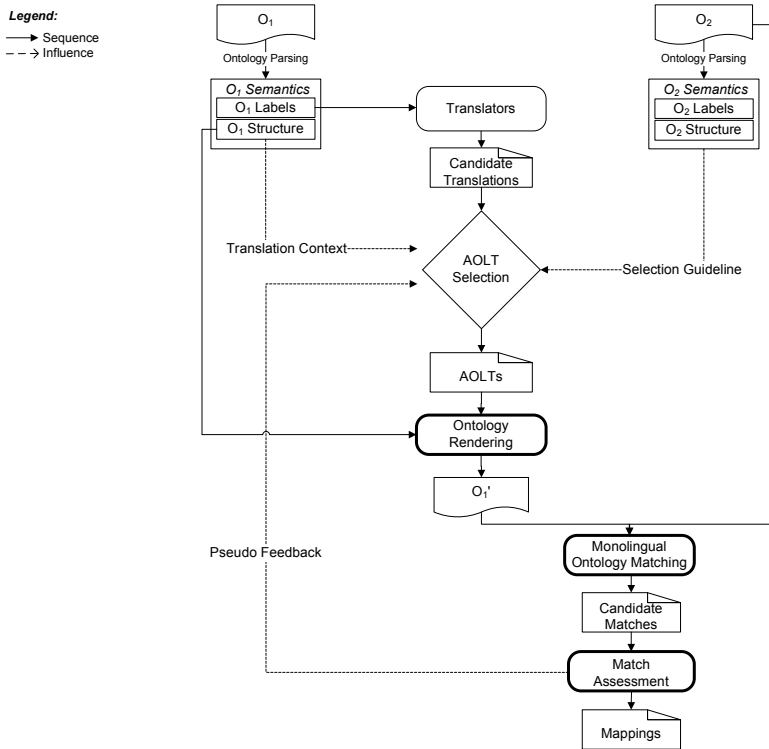 Legend:
Sequence
Influence
O₁
O₂
Ontology Parsing
Ontology Parsing
O₁ Semantics
O₁ Labels
O₁ Structure
O₂ Semantics
O₂ Labels
O₂ Structure
Translators
Candidate
Translations
Translation Context
AOLT
Selection
Selection Guideline
AOLTs
Ontology
Rendering
O₁'
Pseudo Feedback
Monolingual
Ontology Matching
Candidate
Matches
Match
Assessment
Mappings